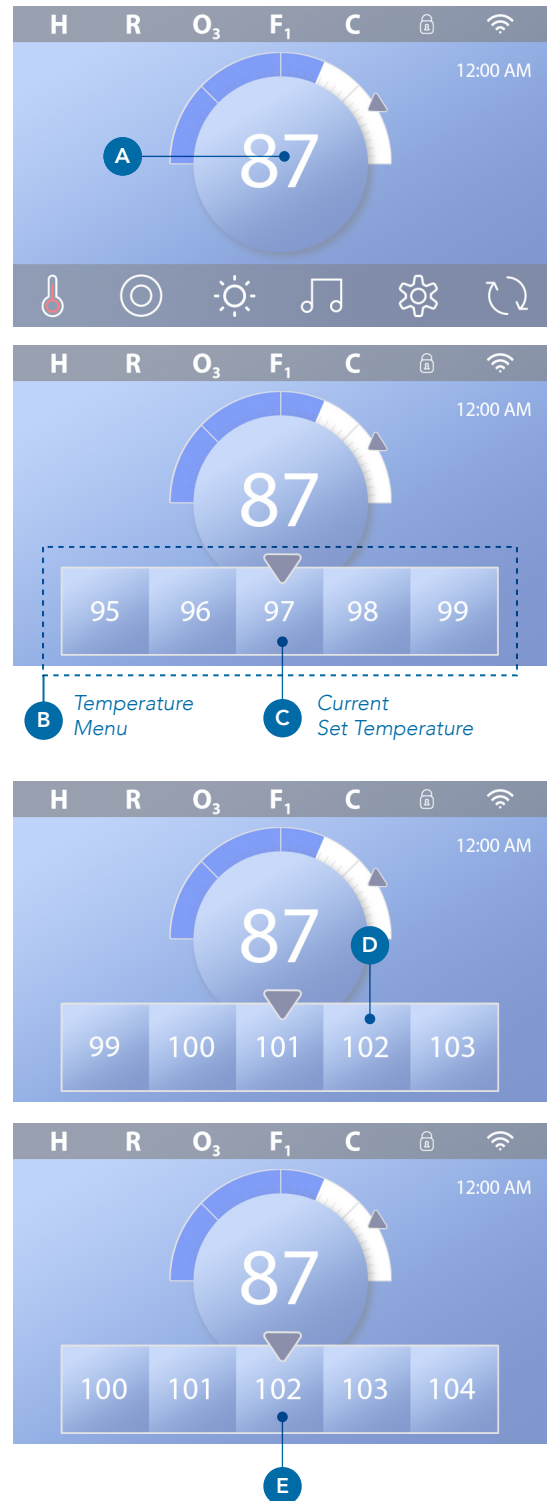 H R O₃ F₁ C
12:00 AM
A
87
H R O₃ F₁ C
12:00 AM
87
95 96 97 98 99
B Temperature Menu
C Current Set Temperature
H R O₃ F₁ C
12:00 AM
87
D
99 100 101 102 103
H R O₃ F₁ C
12:00 AM
87
100 101 102 103 104
E